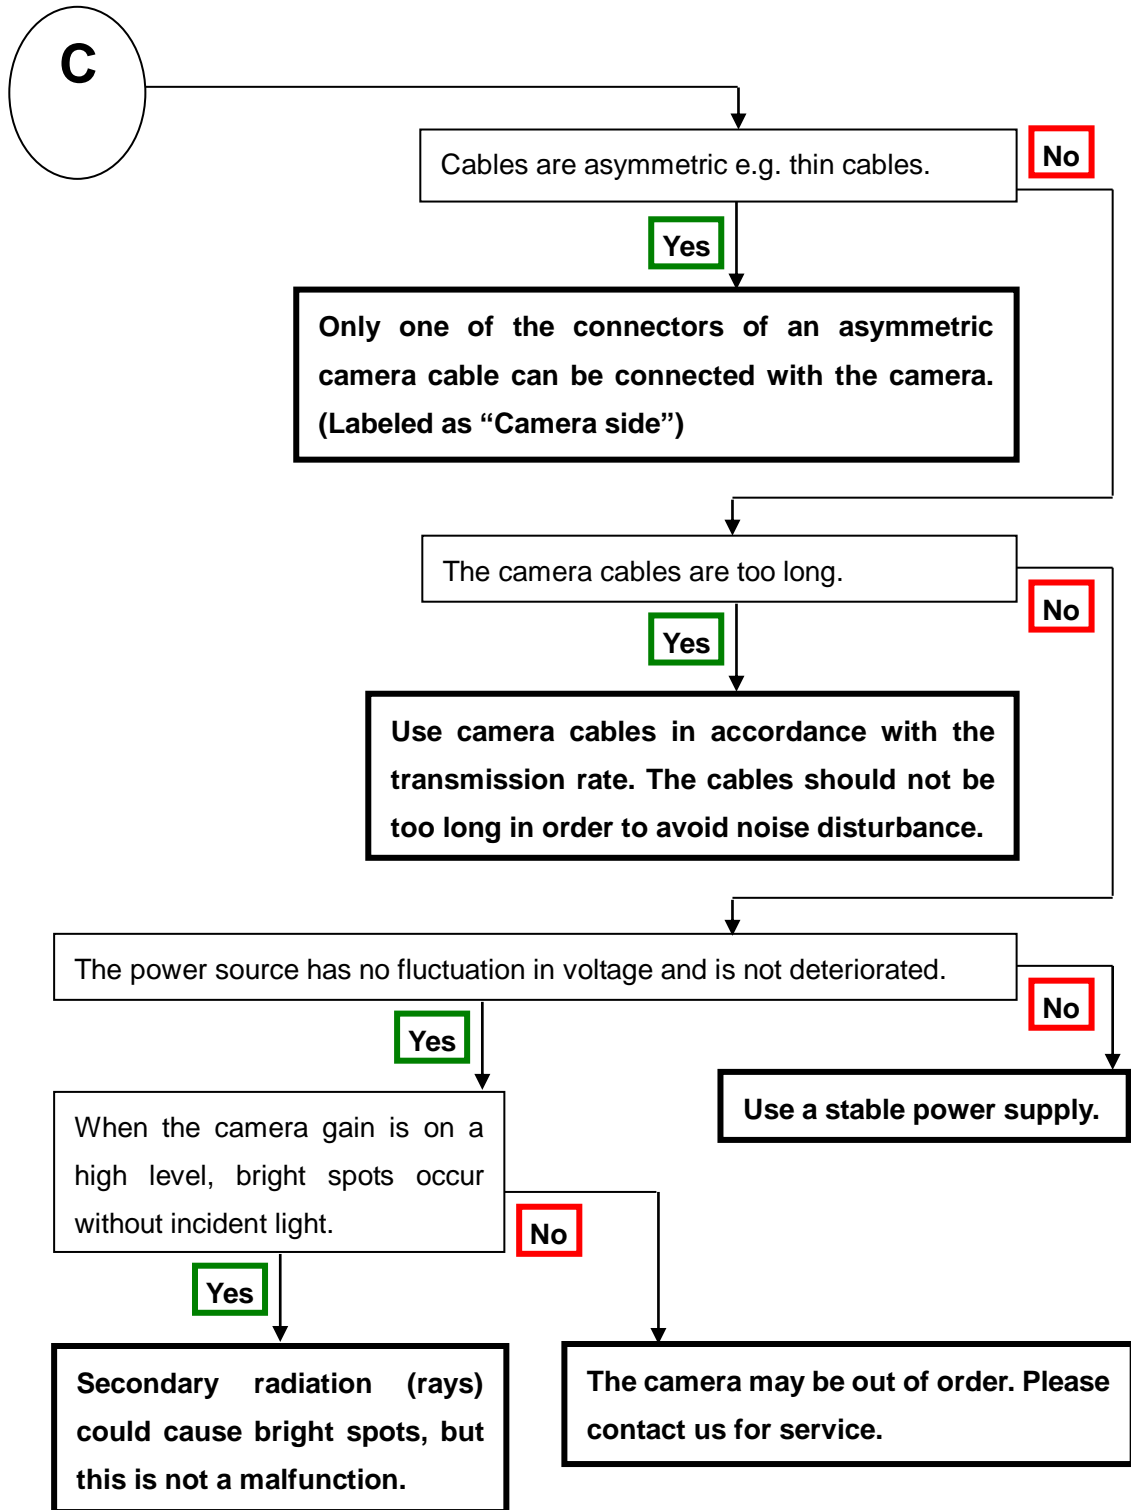 C
Cables are asymmetric e.g. thin cables.
No
Yes
Only one of the connectors of an asymmetric
camera cable can be connected with the camera.
(Labeled as “Camera side”)
The camera cables are too long.
No
Yes
Use camera cables in accordance with the
transmission rate. The cables should not be
too long in order to avoid noise disturbance.
The power source has no fluctuation in voltage and is not deteriorated.
No
Yes
Use a stable power supply.
When the camera gain is on a
high level, bright spots occur
without incident light.
No
Yes
Secondary radiation (rays)
could cause bright spots, but
this is not a malfunction.
The camera may be out of order. Please
contact us for service.